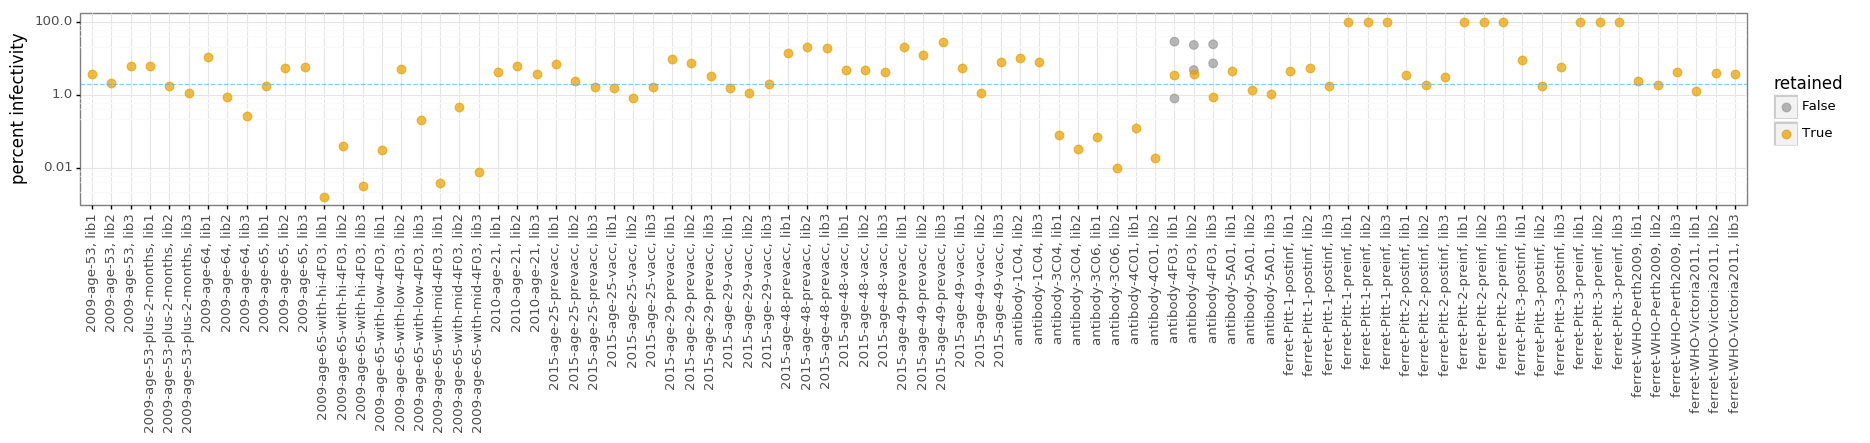 percent infectivity
100.0
1.0
0.01
2009-age-53, lib1
2009-age-53, lib2
2009-age-53, lib3
2009-age-53-plus-2-months, lib1
2009-age-53-plus-2-months, lib2
2009-age-53-plus-2-months, lib3
2009-age-64, lib1
2009-age-64, lib2
2009-age-64, lib3
2009-age-65, lib1
2009-age-65, lib2
2009-age-65, lib3
2009-age-65-with-hi-4F03, lib1
2009-age-65-with-hi-4F03, lib2
2009-age-65-with-hi-4F03, lib3
2009-age-65-with-low-4F03, lib1
2009-age-65-with-low-4F03, lib2
2009-age-65-with-low-4F03, lib3
2009-age-65-with-mid-4F03, lib1
2009-age-65-with-mid-4F03, lib2
2009-age-65-with-mid-4F03, lib3
2010-age-21, lib1
2010-age-21, lib2
2010-age-21, lib3
2015-age-25-prevacc, lib1
2015-age-25-prevacc, lib2
2015-age-25-prevacc, lib3
2015-age-25-vacc, lib1
2015-age-25-vacc, lib2
2015-age-25-vacc, lib3
2015-age-29-prevacc, lib1
2015-age-29-prevacc, lib2
2015-age-29-prevacc, lib3
2015-age-29-vacc, lib1
2015-age-29-vacc, lib2
2015-age-29-vacc, lib3
2015-age-48-prevacc, lib1
2015-age-48-prevacc, lib2
2015-age-48-prevacc, lib3
2015-age-48-vacc, lib1
2015-age-48-vacc, lib2
2015-age-48-vacc, lib3
2015-age-49-prevacc, lib1
2015-age-49-prevacc, lib2
2015-age-49-prevacc, lib3
2015-age-49-vacc, lib1
2015-age-49-vacc, lib2
2015-age-49-vacc, lib3
antibody-1C04, lib2
antibody-1C04, lib3
antibody-3C04, lib1
antibody-3C04, lib2
antibody-3C06, lib1
antibody-3C06, lib2
antibody-4C01, lib1
antibody-4C01, lib2
antibody-4F03, lib1
antibody-4F03, lib2
antibody-4F03, lib3
antibody-5A01, lib1
antibody-5A01, lib2
antibody-5A01, lib3
ferret-Pitt-1-postinf, lib1
ferret-Pitt-1-postinf, lib2
ferret-Pitt-1-postinf, lib3
ferret-Pitt-1-preinf, lib1
ferret-Pitt-1-preinf, lib2
ferret-Pitt-1-preinf, lib3
ferret-Pitt-2-postinf, lib1
ferret-Pitt-2-postinf, lib2
ferret-Pitt-2-postinf, lib3
ferret-Pitt-2-preinf, lib1
ferret-Pitt-2-preinf, lib2
ferret-Pitt-2-preinf, lib3
ferret-Pitt-3-postinf, lib1
ferret-Pitt-3-postinf, lib2
ferret-Pitt-3-postinf, lib3
ferret-Pitt-3-preinf, lib1
ferret-Pitt-3-preinf, lib2
ferret-Pitt-3-preinf, lib3
ferret-WHO-Perth2009, lib1
ferret-WHO-Perth2009, lib2
ferret-WHO-Perth2009, lib3
ferret-WHO-Victoria2011, lib1
ferret-WHO-Victoria2011, lib2
ferret-WHO-Victoria2011, lib3
retained
False
True